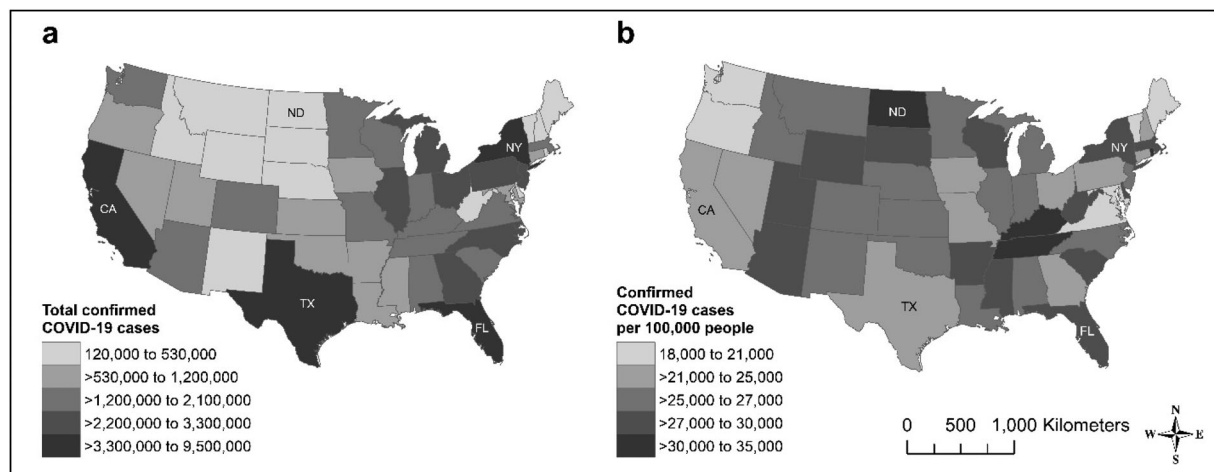 a
ND
NY
CA
TX
FL
Total confirmed
COVID-19 cases
120,000 to 530,000
>530,000 to 1,200,000
>1,200,000 to 2,100,000
>2,200,000 to 3,300,000
>3,300,000 to 9,500,000
b
ND
NY
CA
TX
FL
Confirmed
COVID-19 cases
per 100,000 people
18,000 to 21,000
>21,000 to 25,000
>25,000 to 27,000
>27,000 to 30,000
>30,000 to 35,000
0 500 1,000 Kilometers
N
W E
S